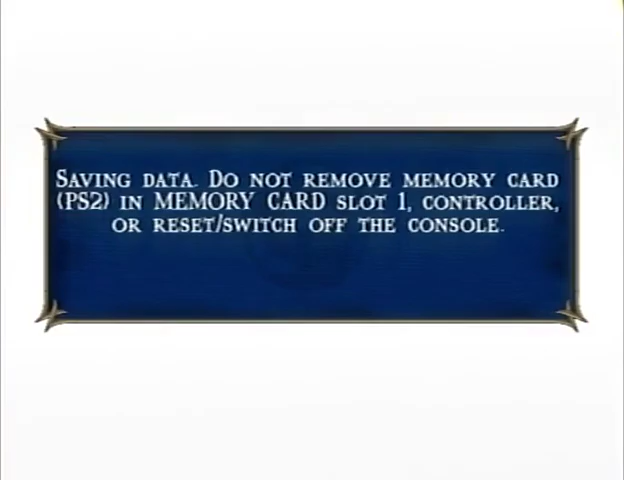 Saving data. Do not remove memory card
(PS2) in MEMORY CARD slot 1, controller,
or reset/switch off the console.